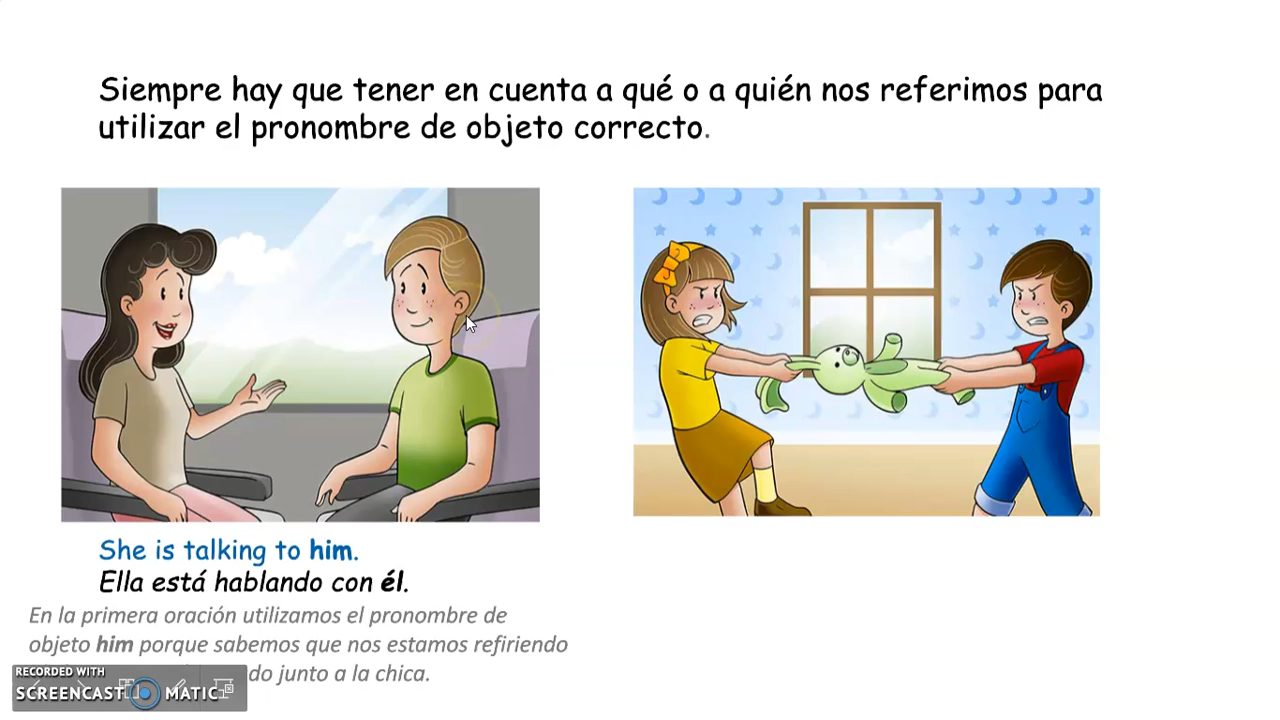 Siempre hay que tener en cuenta a qué o a quién nos referimos para
utilizar el pronombre de objeto correcto.
She is talking to him.
Ella está hablando con él.
En la primera oración utilizamos el pronombre de
objeto him porque sabemos que nos estamos refiriendo
do junto a la chica.
RECORDED WITH
SCREENCAST MATIC